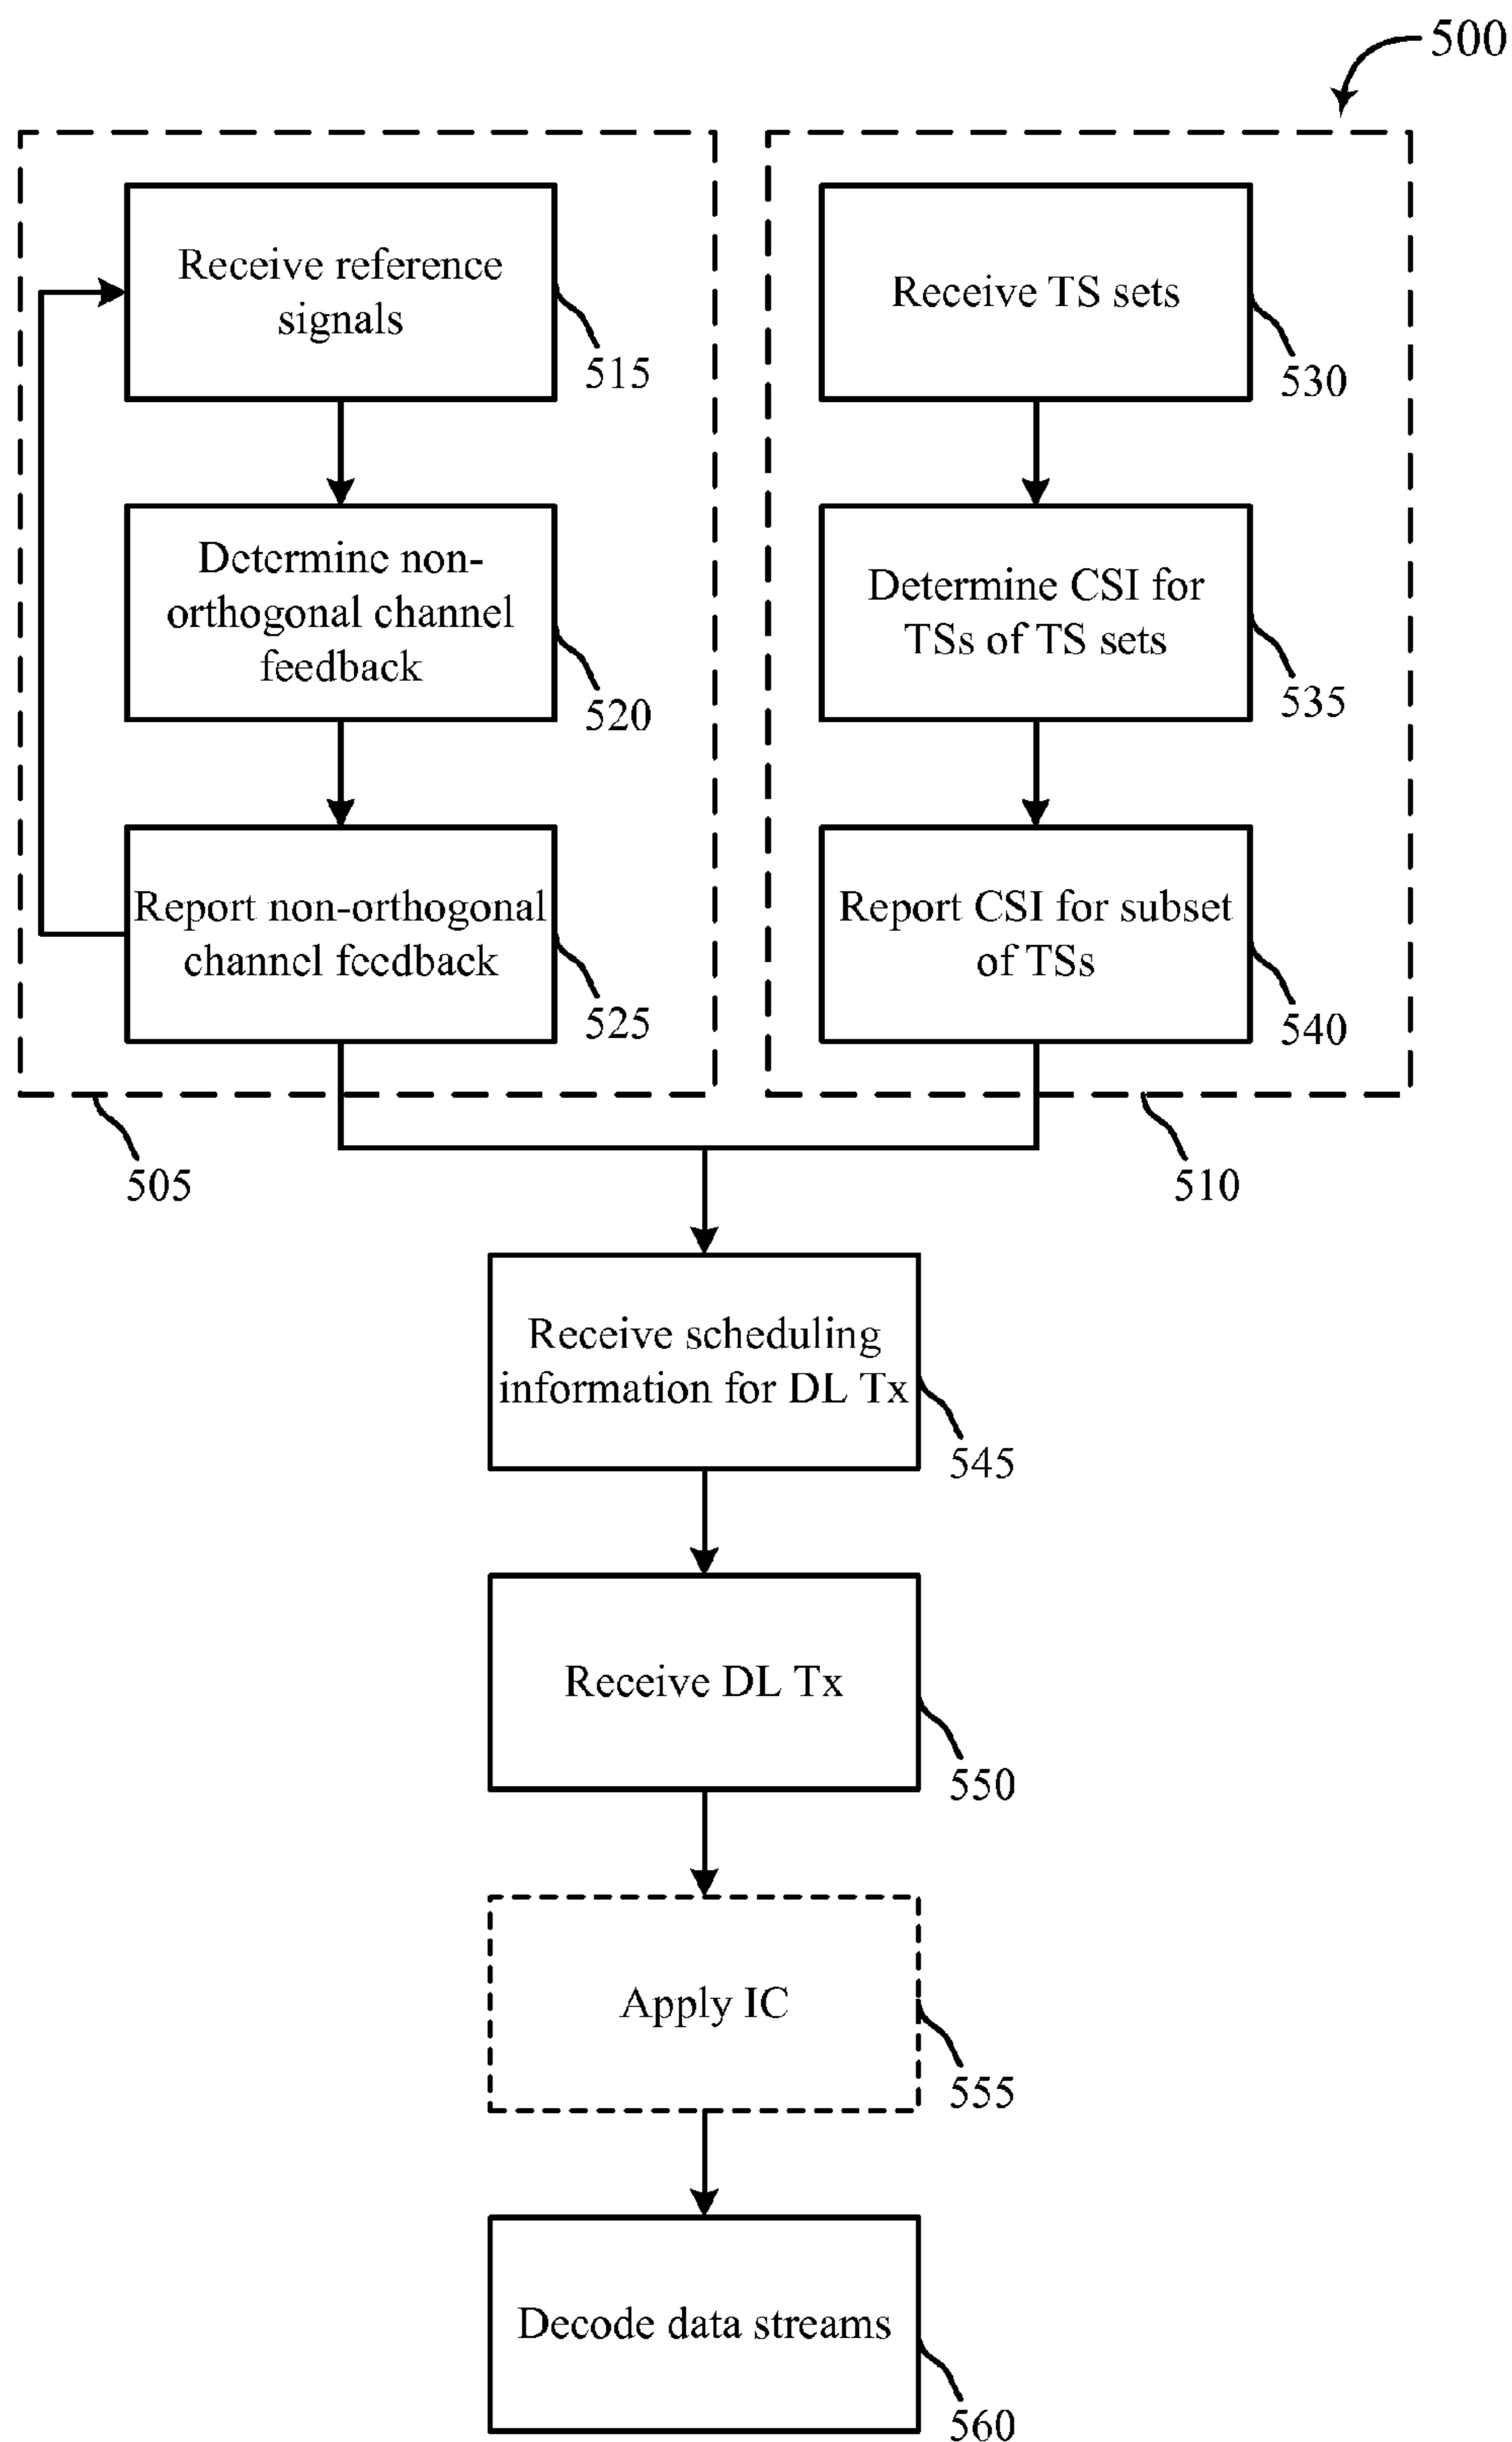 500
Receive reference
signals
515
Determine non-
orthogonal channel
feedback
520
Report non-orthogonal
channel feedback
525
505
Receive TS sets
530
Determine CSI for
TSs of TS sets
535
Report CSI for subset
of TSs
540
510
Receive scheduling
information for DL Tx
545
Receive DL Tx
550
Apply IC
555
Decode data streams
560